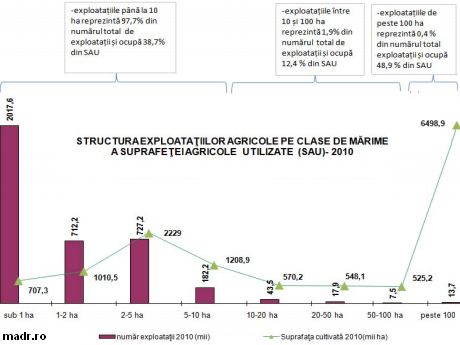 -exploatațiile până la 10
ha reprezintă 97,7% din
numărul total de
exploatații și ocupă 38,7%
din SAU
-exploatațiile între
10 și 100 ha
reprezintă 1,9% din
numărul total de
exploatații și ocupă
12,4 % din SAU
-exploatațiile de
peste 100 ha
reprezintă 0,4 %
din numărul total
exploatații și ocupă
48,9 % din SAU
STRUCTURA EXPLOATAȚIILOR AGRICOLE PE CLASE DE MĂRIME
A SUPRAFEȚEI AGRICOLE UTILIZATE (SAU)- 2010
2017,6
712,2
727,2
182,2
43,5
17,9
7,5
13,7
707,3
1010,5
2229
1208,9
570,2
548,1
525,2
6498,9
sub 1 ha
1-2 ha
2-5 ha
5-10 ha
10-20 ha
20-50 ha
50-100 ha
peste 100
număr exploatații 2010 (mii)
Suprafața cultivată 2010(mii ha)
madr.ro